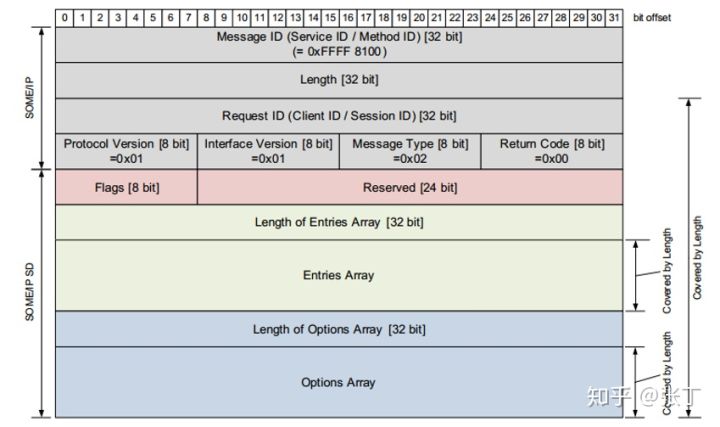 0 1 2 3 4 5 6 7 8 9 10 11 12 13 14 15 16 17 18 19 20 21 22 23 24 25 26 27 28 29 30 31 bit offset
Message ID (Service ID / Method ID) [32 bit]
(= 0xFFFF 8100)
Length [32 bit]
Request ID (Client ID / Session ID) [32 bit]
Protocol Version [8 bit]
=0x01
Interface Version [8 bit]
=0x01
Message Type [8 bit]
=0x02
Return Code [8 bit]
=0x00
Flags [8 bit]
Reserved [24 bit]
Length of Entries Array [32 bit]
Entries Array
Length of Options Array [32 bit]
Options Array
SOME/IP
SOME/IP SD
Covered by Length
Covered by Length
Covered by Length
知乎 @张丁